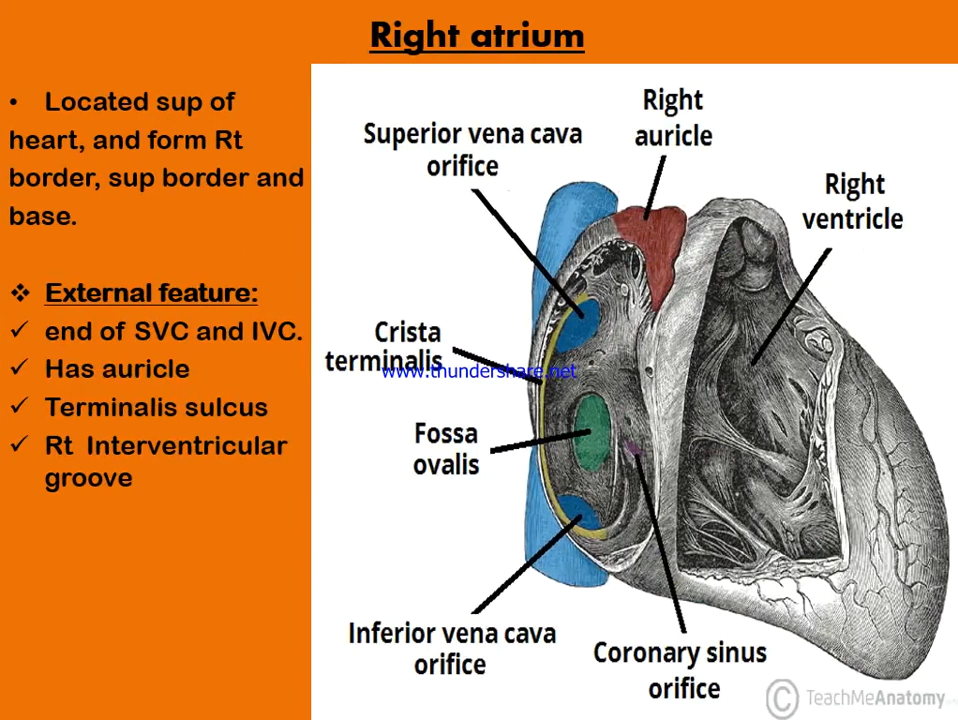 Right atrium
• Located sup of
heart, and form Rt
border, sup border and
base.
❖ External feature:
✓ end of SVC and IVC.
✓ Has auricle
✓ Terminalis sulcus
✓ Rt Interventricular
groove
Right
auricle
Superior vena cava
orifice
Right
ventricle
Crista
terminalis
www.thundershare.net
Fossa
ovalis
Inferior vena cava
orifice
Coronary sinus
orifice
© TeachMeAnatomy